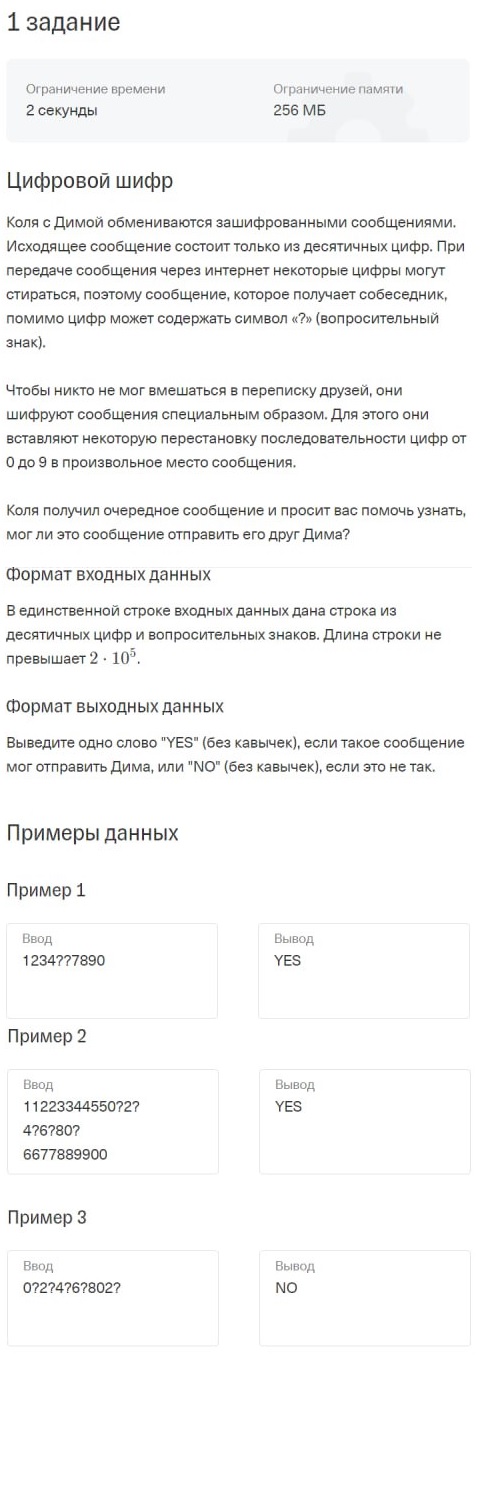 1 задание
Ограничение времени
Ограничение памяти
2 секунды
256 МБ
Цифровой шифр
Коля с Димой обмениваются зашифрованными сообщениями.
Исходящее сообщение состоит только из десятичных цифр. При
передаче сообщения через интернет некоторые цифры могут
стираться, поэтому сообщение, которое получает собеседник,
помимо цифр может содержать символ «?» (вопросительный
знак).
Чтобы никто не мог вмешаться в переписку друзей, они
шифруют сообщения специальным образом. Для этого они
вставляют некоторую перестановку последовательности цифр от
0 до 9 в произвольное место сообщения.
Коля получил очередное сообщение и просит вас помочь узнать,
мог ли это сообщение отправить его друг Дима?
Формат входных данных
В единственной строке входных данных дана строка из
десятичных цифр и вопросительных знаков. Длина строки не
превышает 2 · 10⁵.
Формат выходных данных
Выведите одно слово "YES" (без кавычек), если такое сообщение
мог отправить Дима, или "NO" (без кавычек), если это не так.
Примеры данных
Пример 1
Ввод
1234??7890
Вывод
YES
Пример 2
Ввод
11223344550?2?
4?6?80?
6677889900
Вывод
YES
Пример 3
Ввод
0?2?4?6?802?
Вывод
NO